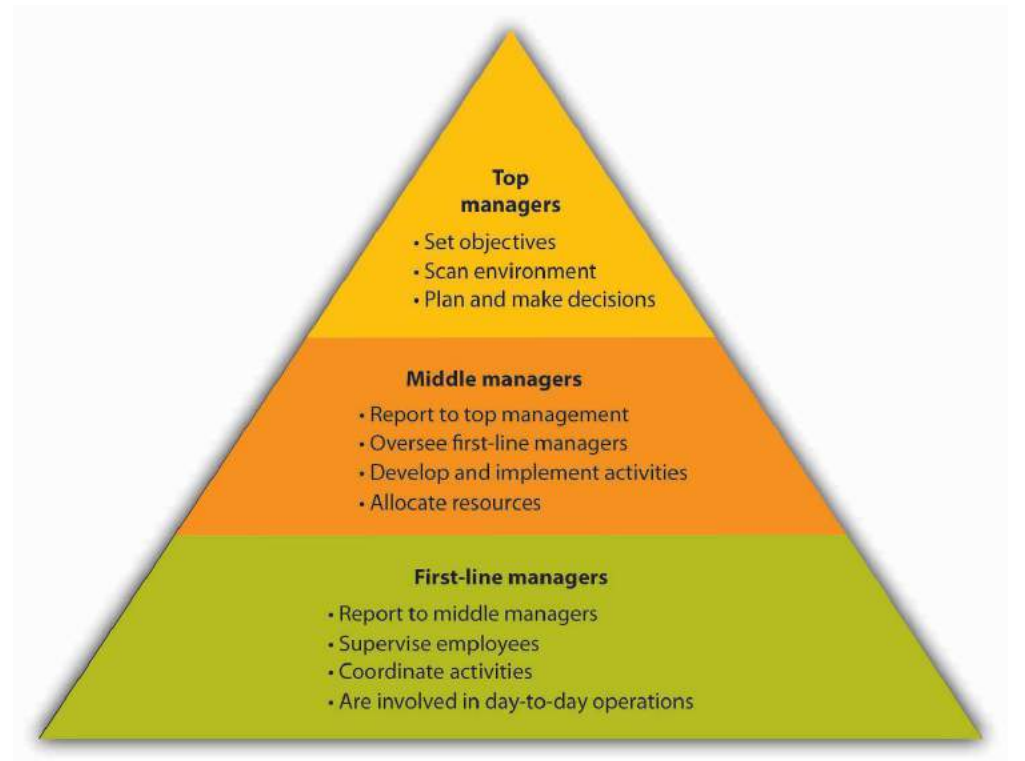 Top
managers
• Set objectives
• Scan environment
• Plan and make decisions
Middle managers
• Report to top management
• Oversee first-line managers
• Develop and implement activities
• Allocate resources
First-line managers
• Report to middle managers
• Supervise employees
• Coordinate activities
• Are involved in day-to-day operations